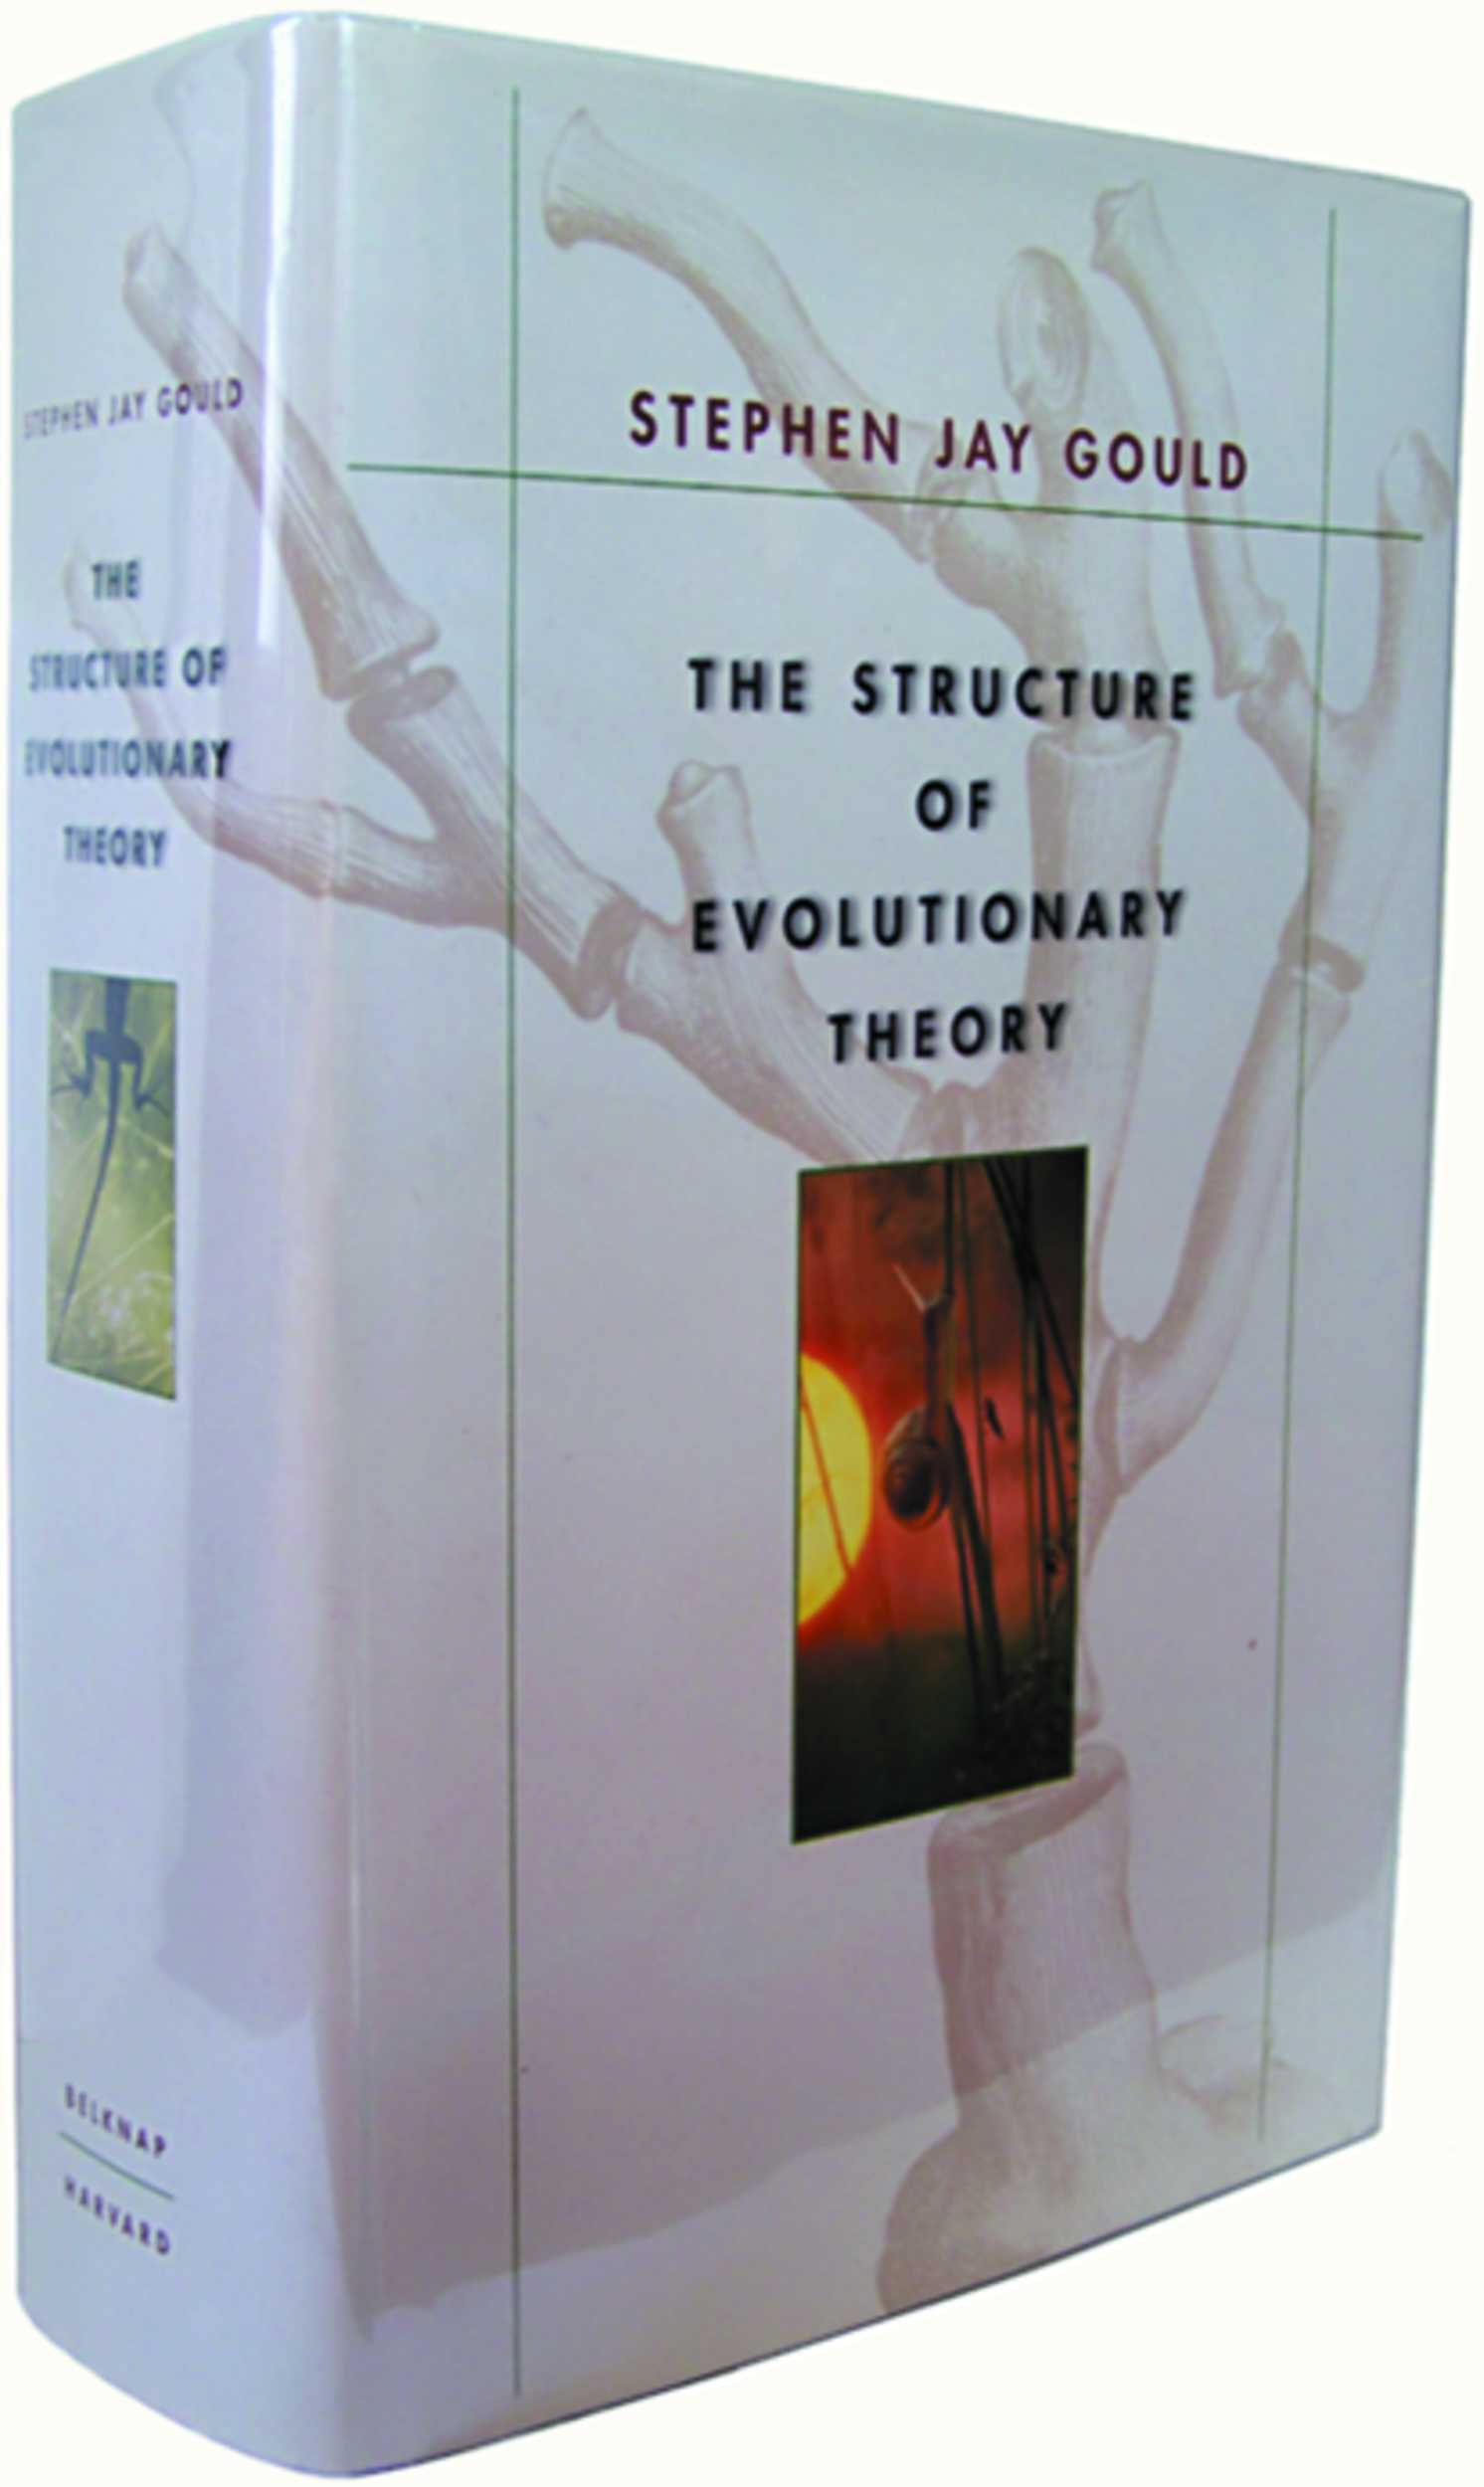 STEPHEN JAY GOULD
THE
STRUCTURE OF
EVOLUTIONARY
THEORY
BELKNAP
HARVARD
STEPHEN JAY GOULD
THE STRUCTURE
OF
EVOLUTIONARY
THEORY